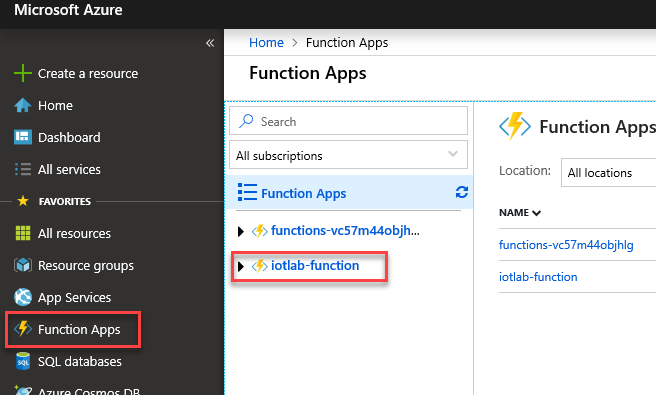 Microsoft Azure
«
Create a resource
Home
Dashboard
All services
FAVORITES
All resources
Resource groups
App Services
Function Apps
SQL
SQL databases
Azure Cosmos DB
Home > Function Apps
Function Apps
Search
All subscriptions
Function Apps
functions-vc57m44objh...
iotlab-function
Function Apps
Location: All locations
NAME
functions-vc57m44objhlg
iotlab-function